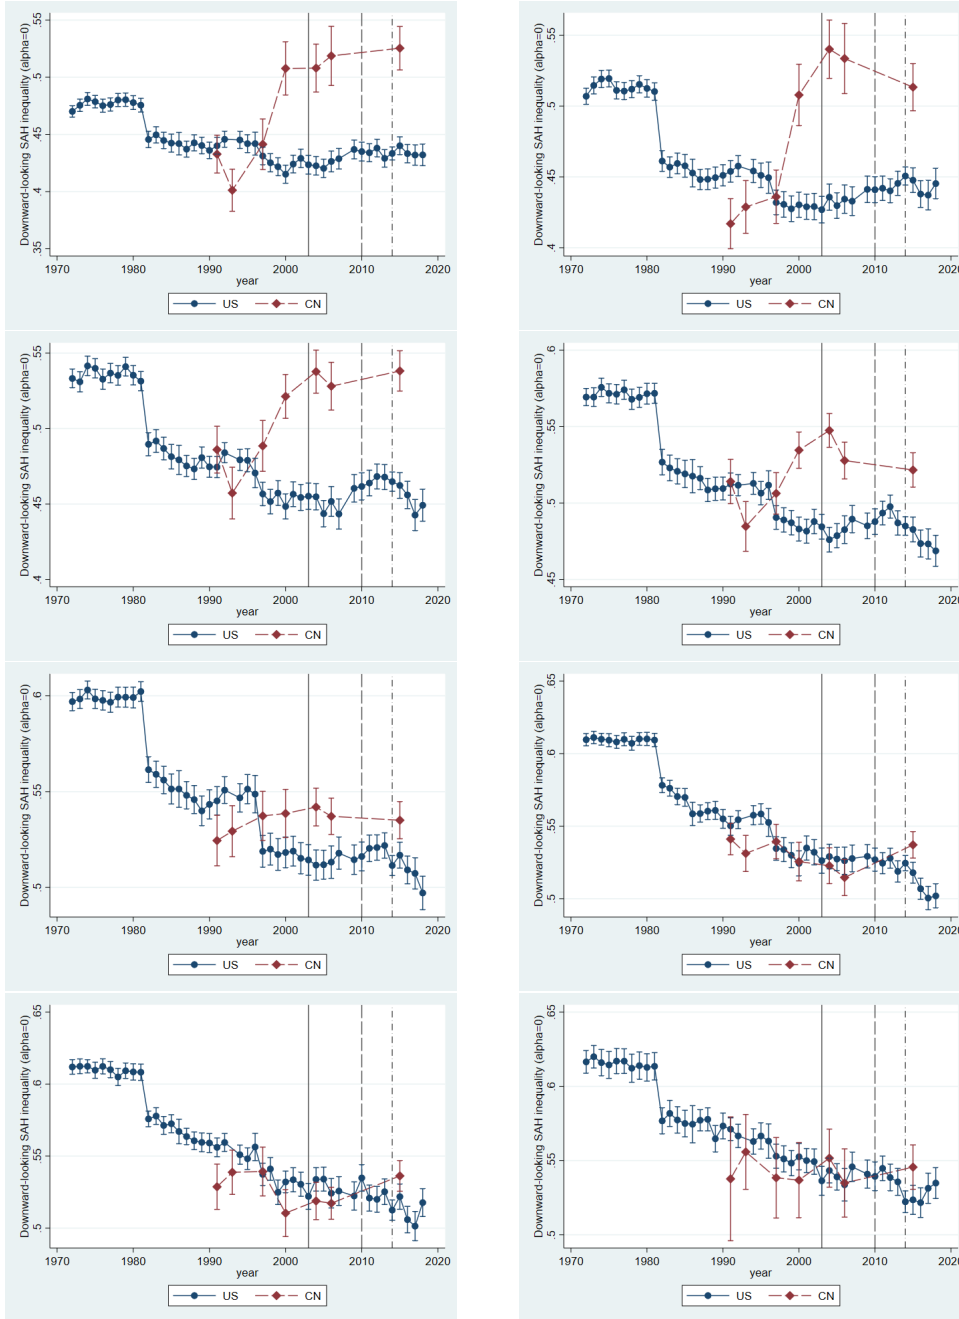 Downward-looking SAH inequality (alpha=0)
.55
.5
.45
.4
.35
1970 1980 1990 2000 2010 2020
year
US CN
Downward-looking SAH inequality (alpha=0)
.55
.5
.45
.4
1970 1980 1990 2000 2010 2020
year
US CN
Downward-looking SAH inequality (alpha=0)
.55
.5
.45
.4
1970 1980 1990 2000 2010 2020
year
US CN
Downward-looking SAH inequality (alpha=0)
.6
.55
.5
.45
1970 1980 1990 2000 2010 2020
year
US CN
Downward-looking SAH inequality (alpha=0)
.6
.55
.5
1970 1980 1990 2000 2010 2020
year
US CN
Downward-looking SAH inequality (alpha=0)
.65
.6
.55
.5
1970 1980 1990 2000 2010 2020
year
US CN
Downward-looking SAH inequality (alpha=0)
.65
.6
.55
.5
1970 1980 1990 2000 2010 2020
year
US CN
Downward-looking SAH inequality (alpha=0)
.65
.6
.55
.5
1970 1980 1990 2000 2010 2020
year
US CN